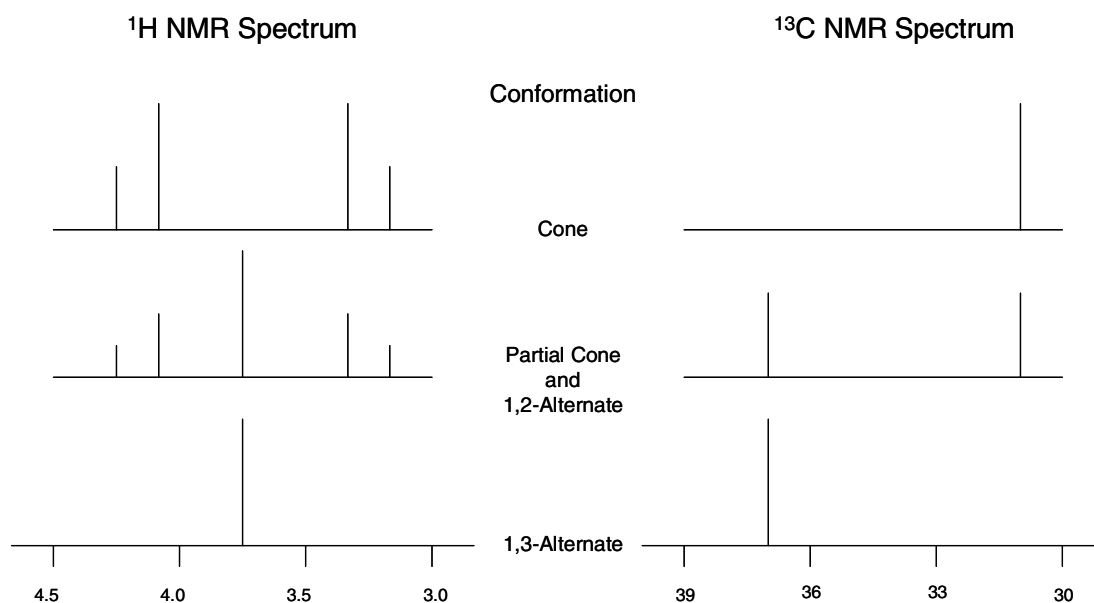 ¹H NMR Spectrum
¹³C NMR Spectrum
Conformation
Cone
Partial Cone
and
1,2-Alternate
1,3-Alternate
4.5 4.0 3.5 3.0
39 36 33 30